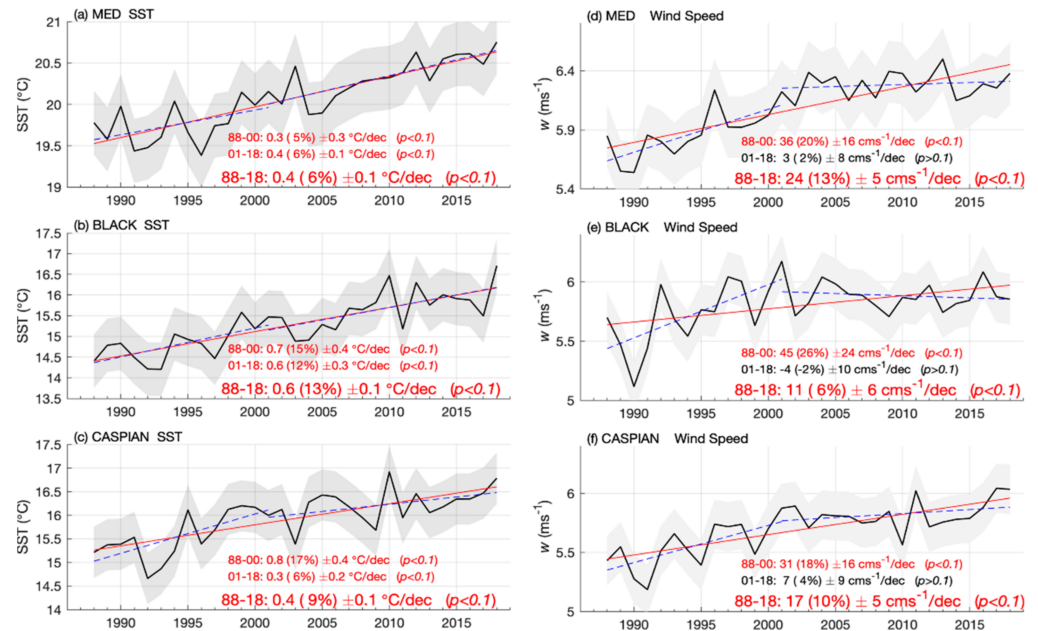 (a) MED SST
21
20.5
20
19.5
19
SST (°C)
88-00: 0.3 ( 5%) ±0.3 °C/dec (p<0.1)
01-18: 0.4 ( 6%) ±0.1 °C/dec (p<0.1)
88-18: 0.4 ( 6%) ±0.1 °C/dec (p<0.1)
1990 1995 2000 2005 2010 2015
(d) MED Wind Speed
6.4
5.9
5.4
w (ms-1)
88-00: 36 (20%) ±16 cms-1/dec (p<0.1)
01-18: 3 ( 2%) ± 8 cms-1/dec (p>0.1)
88-18: 24 (13%) ± 5 cms-1/dec (p<0.1)
1990 1995 2000 2005 2010 2015
(b) BLACK SST
17.5
17
16.5
16
15.5
15
14.5
14
13.5
SST (°C)
88-00: 0.7 (15%) ±0.4 °C/dec (p<0.1)
01-18: 0.6 (12%) ±0.3 °C/dec (p<0.1)
88-18: 0.6 (13%) ±0.1 °C/dec (p<0.1)
1990 1995 2000 2005 2010 2015
(e) BLACK Wind Speed
6
5.5
5
w (ms-1)
88-00: 45 (26%) ±24 cms-1/dec (p<0.1)
01-18: -4 (-2%) ±10 cms-1/dec (p>0.1)
88-18: 11 ( 6%) ± 6 cms-1/dec (p<0.1)
1990 1995 2000 2005 2010 2015
(c) CASPIAN SST
17.5
17
16.5
16
15.5
15
14.5
14
SST (°C)
88-00: 0.8 (17%) ±0.4 °C/dec (p<0.1)
01-18: 0.3 ( 6%) ±0.2 °C/dec (p<0.1)
88-18: 0.4 ( 9%) ±0.1 °C/dec (p<0.1)
1990 1995 2000 2005 2010 2015
(f) CASPIAN Wind Speed
6
5.5
5
w (ms-1)
88-00: 31 (18%) ±16 cms-1/dec (p<0.1)
01-18: 7 ( 4%) ± 9 cms-1/dec (p>0.1)
88-18: 17 (10%) ± 5 cms-1/dec (p<0.1)
1990 1995 2000 2005 2010 2015